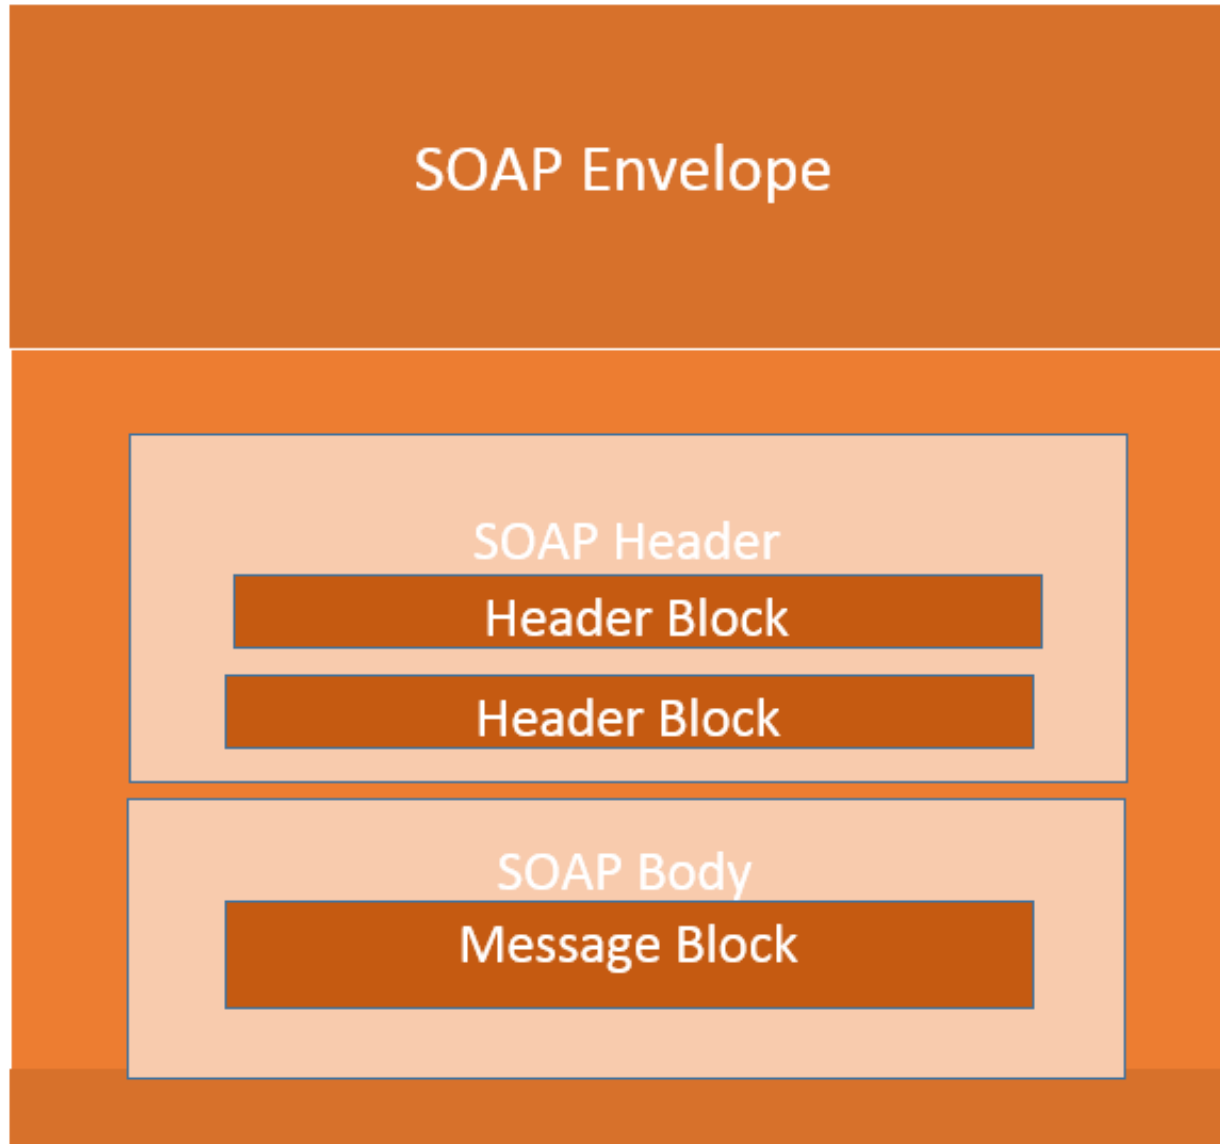 SOAP Envelope
SOAP Header
Header Block
Header Block
SOAP Body
Message Block